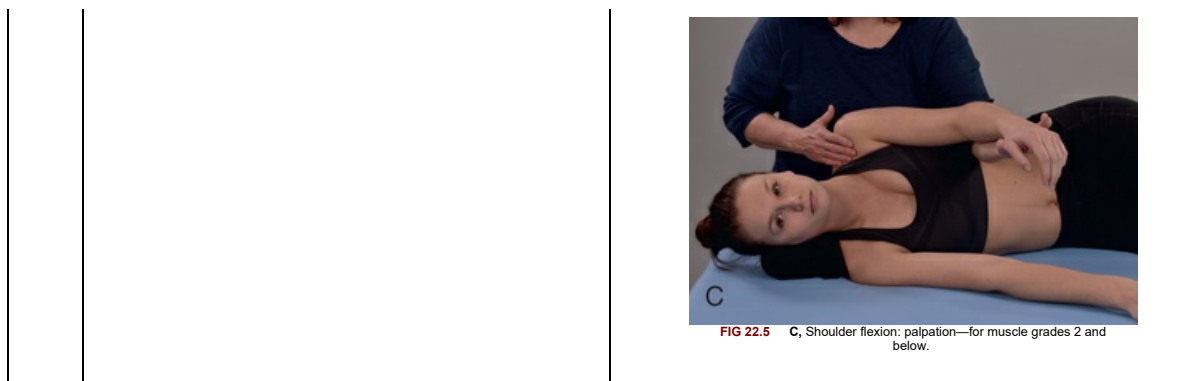 C
FIG 22.5 C, Shoulder flexion: palpation—for muscle grades 2 and
below.